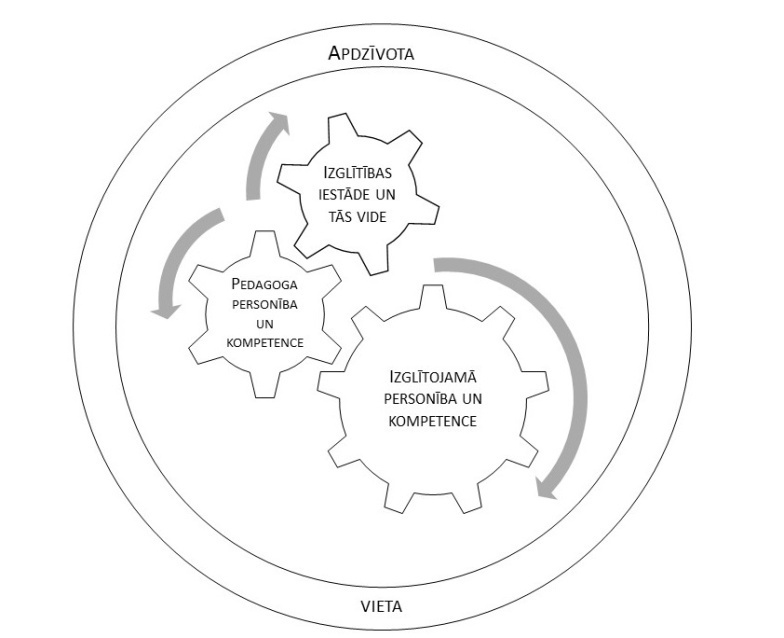 APDZĪVOTA
IZGLĪTĪBAS
IESTĀDE UN
TĀS VIDE
PEDAGOGA
PERSONĪBA
UN
KOMPETENCE
IZGLĪTOJAMĀ
PERSONĪBA UN
KOMPETENCE
VIETA